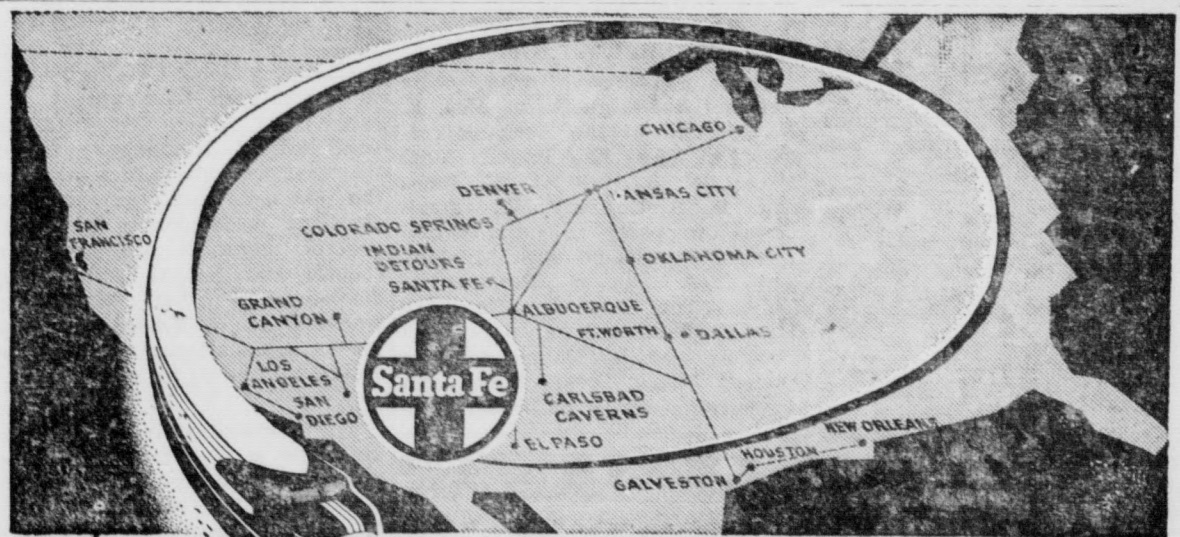 CHICAGO
DENVER
KANSAS CITY
SAN
FRANCISCO
COLORADO SPRINGS
INDIAN
DETOURS
OKLAHOMA CITY
SANTA FE
GRAND
CANYON
ALBUQUERQUE
FT. WORTH
DALLAS
LOS
ANGELES
Santa Fe
SAN
DIEGO
CARLSBAD
CAVERNS
EL PASO
NEW ORLEANS
HOUSTON
GALVESTON